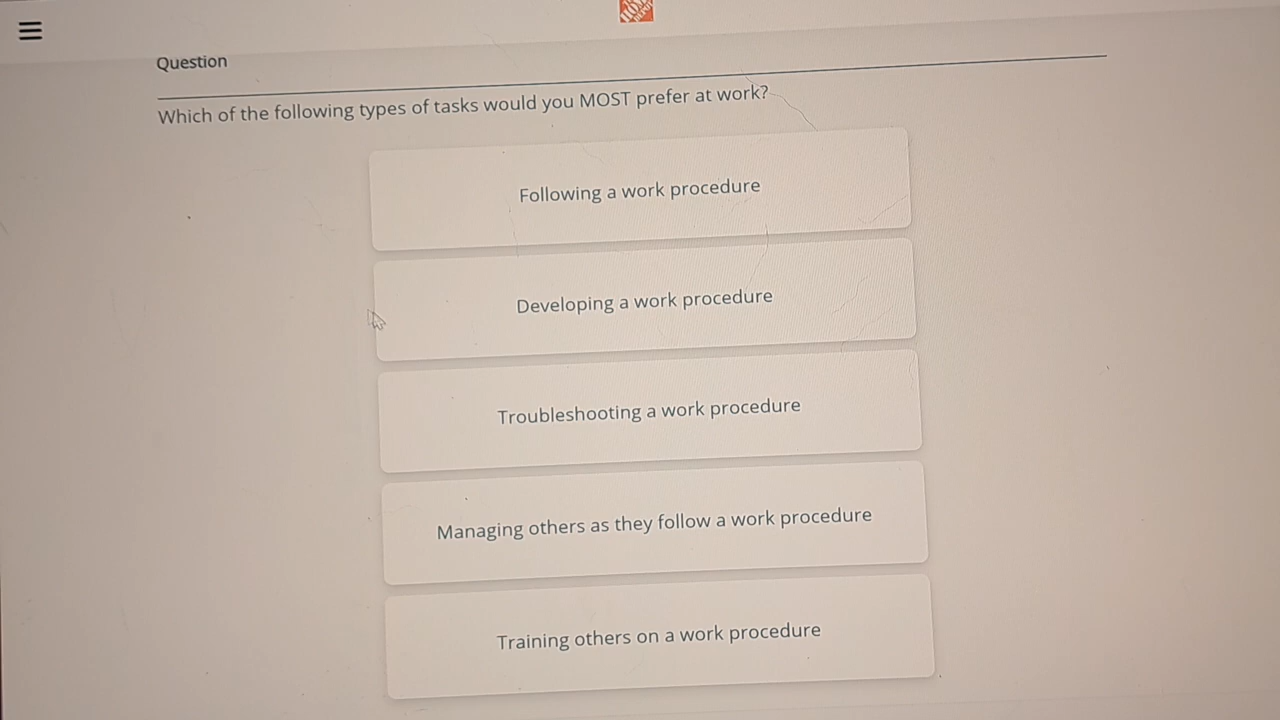 Question
Which of the following types of tasks would you MOST prefer at work?
Following a work procedure
Developing a work procedure
Troubleshooting a work procedure
Managing others as they follow a work procedure
Training others on a work procedure